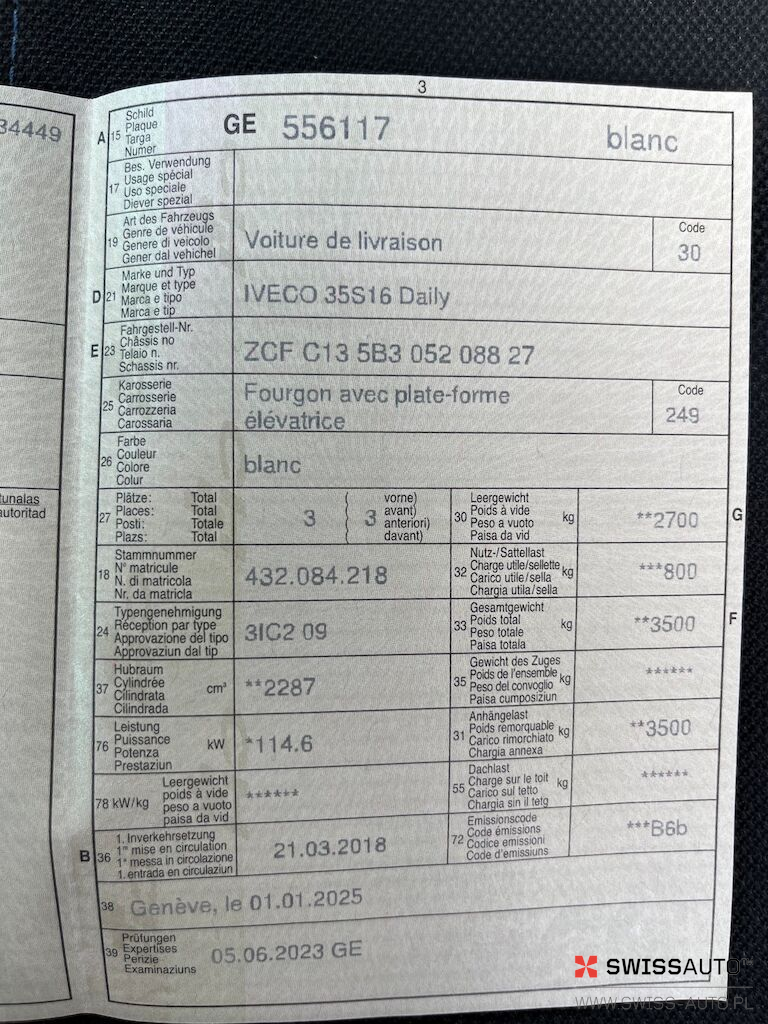 3
34449
A 15 Schild
Plaque
Targa
Numer
GE 556117 blanc
17 Bes. Verwendung
Usage spécial
Uso speciale
Diever spezial
19 Art des Fahrzeugs
Genre de véhicule
Genere di veicolo
Gener dal vehichel
Voiture de livraison
Code
30
D 21 Marke und Typ
Marque et type
Marca e tipo
Marca e tip
IVECO 35S16 Daily
E 23 Fahrgestell-Nr.
Châssis no
Telaio n.
Schassis nr.
ZCF C13 5B3 052 088 27
25 Karosserie
Carrosserie
Carrozzeria
Carossaria
Fourgon avec plate-forme
élévatrice
Code
249
26 Farbe
Couleur
Colore
Colur
blanc
tunalas
autoritad
27 Plätze: Total
Places: Total
Posti: Totale
Plazs: Total
3 ( 3 vorne)
avant)
anteriori)
davant)
30 Leergewicht
Poids à vide
Peso a vuoto
Paisa da vid
kg
**2700
G
18 Stammnummer
N° matricule
N. di matricola
Nr. da matricla
432.084.218
32 Nutz-/Sattellast
Charge utile/sellette
Carico utile/sella
Chargia utila/sella
kg
***800
24 Typengenehmigung
Réception par type
Approvazione del tipo
Approvaziun dal tip
3IC2 09
33 Gesamtgewicht
Poids total
Peso totale
Paisa totala
kg
**3500
F
37 Hubraum
Cylindrée
Cilindrata
Cilindrada
cm³
**2287
35 Gewicht des Zuges
Poids de l'ensemble
Peso del convoglio
Paisa cumposiziun
kg
******
76 Leistung
Puissance
Potenza
Prestaziun
kW
*114.6
31 Anhängelast
Poids remorquable
Carico rimorchiato
Chargia annexa
kg
**3500
78 kW/kg
Leergewicht
poids à vide
peso a vuoto
paisa da vid
******
55 Dachlast
Charge sur le toit
Carico sul tetto
Chargia sin il tetg
kg
******
B 36 1. Inverkehrsetzung
1re mise en circulation
1a messa in circolazione
1. entrada en circulaziun
21.03.2018
72 Emissionscode
Code émissions
Codice emissioni
Code d'emissiuns
***B6b
38 Genève, le 01.01.2025
39 Prüfungen
Expertises
Perizie
Examinaziuns
05.06.2023 GE
SWISSAUTO
WWW.SWISS-AUTO.PL